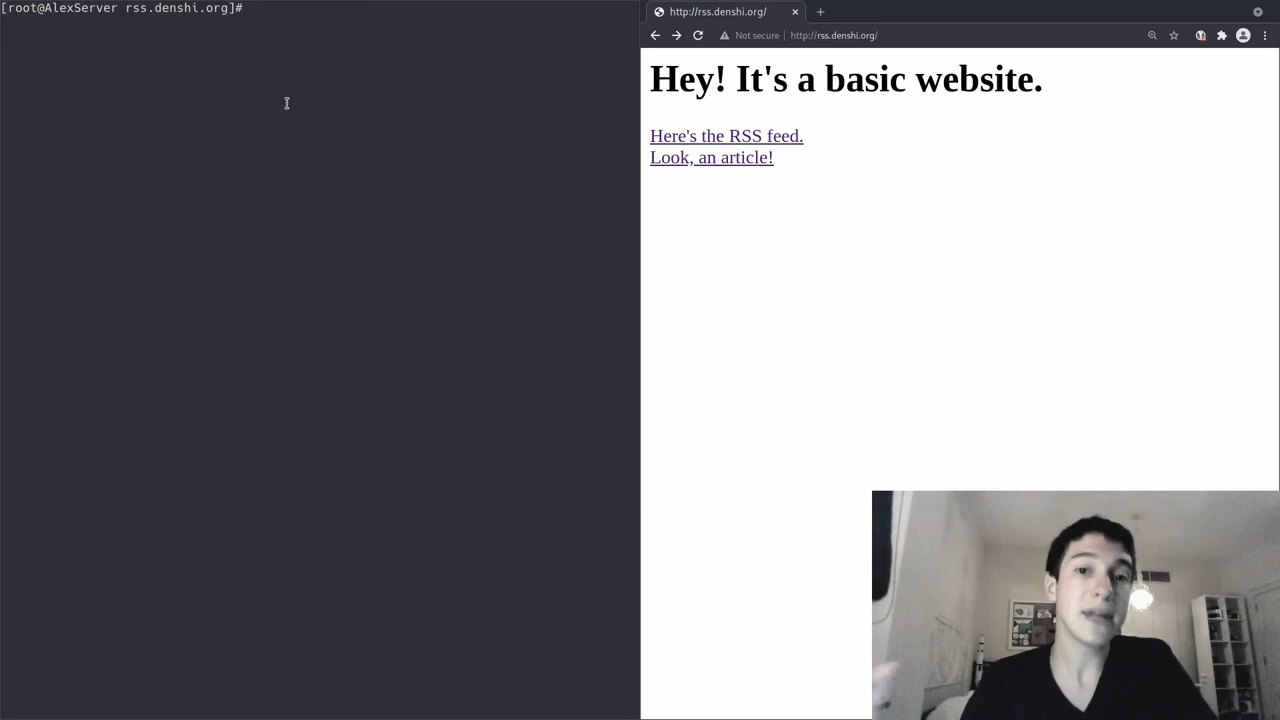 [root@AlexServer rss.denshi.org]#
http://rss.denshi.org/
Not secure
http://rss.denshi.org/
Hey! It's a basic website.
Here's the RSS feed.
Look, an article!